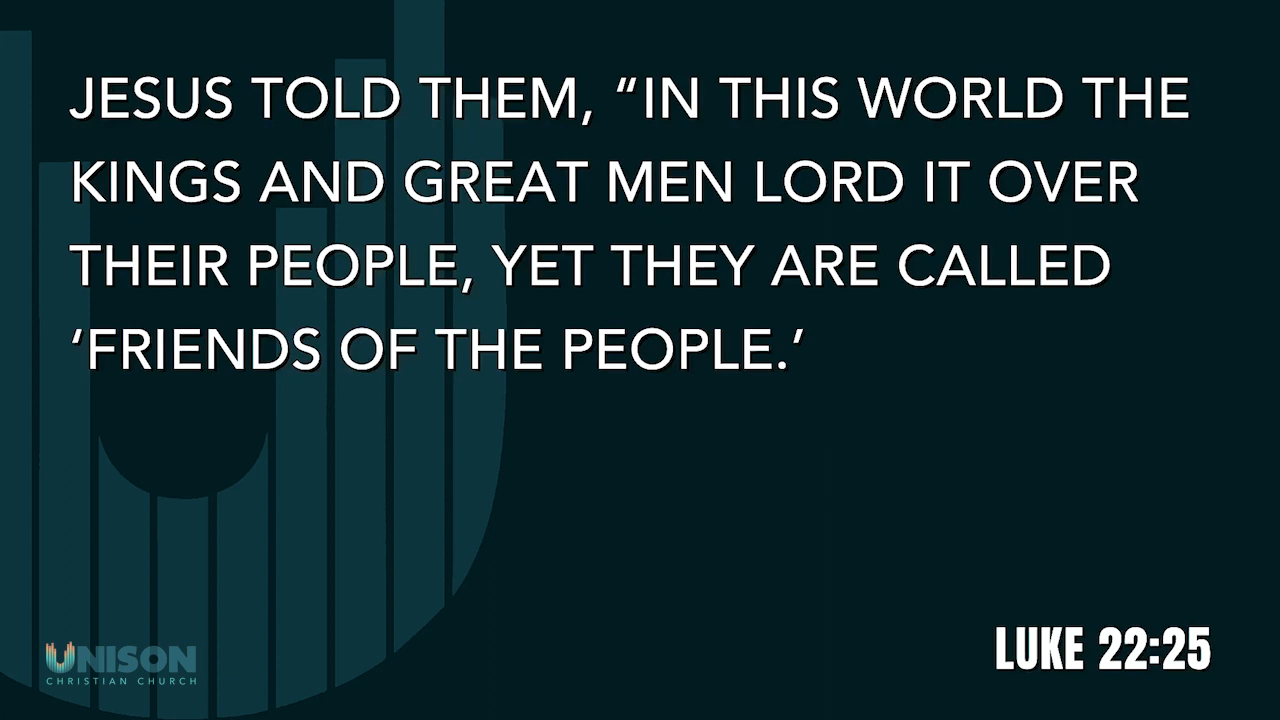 JESUS TOLD THEM, “IN THIS WORLD THE
KINGS AND GREAT MEN LORD IT OVER
THEIR PEOPLE, YET THEY ARE CALLED
‘FRIENDS OF THE PEOPLE.’
LUKE 22:25
UNISON
CHRISTIAN CHURCH